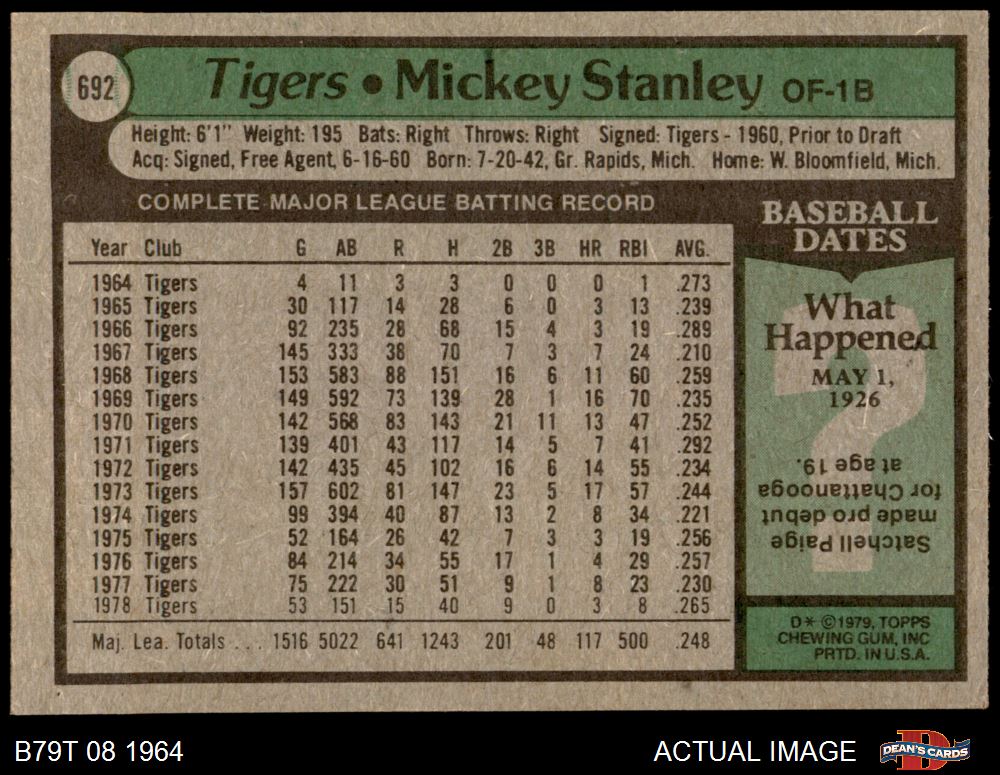 692
Tigers • Mickey Stanley OF-1B
Height: 6'1" Weight: 195 Bats: Right Throws: Right Signed: Tigers - 1960, Prior to Draft
Acq: Signed, Free Agent, 6-16-60 Born: 7-20-42, Gr. Rapids, Mich. Home: W. Bloomfield, Mich.
COMPLETE MAJOR LEAGUE BATTING RECORD
Year Club G AB R H 2B 3B HR RBI AVG.
1964 Tigers 4 11 3 3 0 0 0 1 .273
1965 Tigers 30 117 14 28 6 0 3 13 .239
1966 Tigers 92 235 28 68 15 4 3 19 .289
1967 Tigers 145 333 38 70 7 3 7 24 .210
1968 Tigers 153 583 88 151 16 6 11 60 .259
1969 Tigers 149 592 73 139 28 1 16 70 .235
1970 Tigers 142 568 83 143 21 11 13 47 .252
1971 Tigers 139 401 43 117 14 5 7 41 .292
1972 Tigers 142 435 45 102 16 6 14 55 .234
1973 Tigers 157 602 81 147 23 5 17 57 .244
1974 Tigers 99 394 40 87 13 2 8 34 .221
1975 Tigers 52 164 26 42 7 3 3 19 .256
1976 Tigers 84 214 34 55 17 1 4 29 .257
1977 Tigers 75 222 30 51 9 1 8 23 .230
1978 Tigers 53 151 15 40 9 0 3 8 .265
Maj. Lea. Totals . . . 1516 5022 641 1243 201 48 117 500 .248
BASEBALL
DATES
What
Happened
MAY 1,
1926
?
Satchell Paige
made pro debut
for Chattanooga
at age 19.
D* ©1979, TOPPS
CHEWING GUM, INC
PRTD. IN U.S.A.
B79T 08 1964
ACTUAL IMAGE
D
DEAN'S CARDS